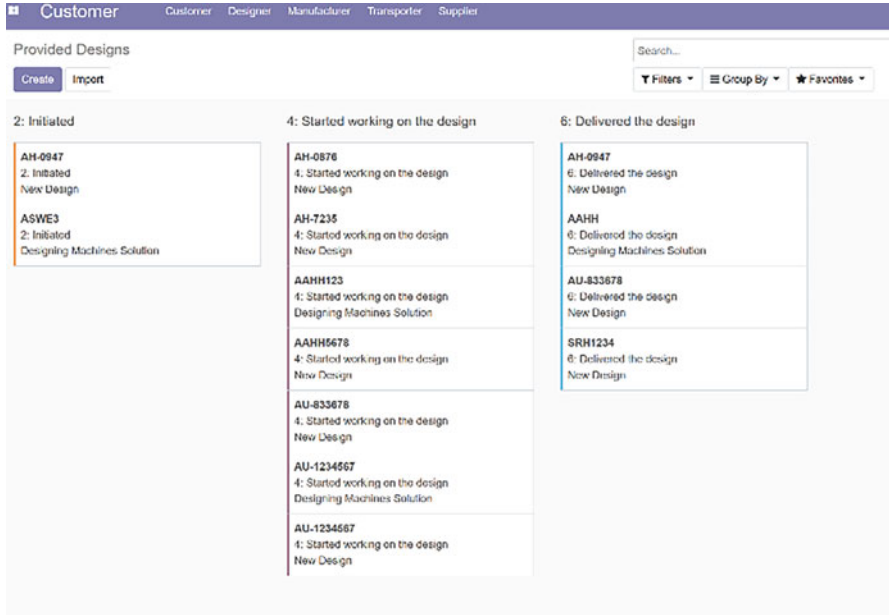 Customer Customer Designer Manufacturer Transporter Supplier
Provided Designs
Search...
Create Import Filters Group By Favorites
2: Initiated
AH-0947
2: Initiated
New Design
ASWE3
2: Initiated
Designing Machines Solution
4: Started working on the design
AH-0876
4: Started working on the design
New Design
AH-7235
4: Started working on the design
New Design
AAHH123
4: Started working on the design
Designing Machines Solution
AAHH5678
4: Started working on the design
New Design
AU-833678
4: Started working on the design
New Design
AU-1234567
4: Started working on the design
Designing Machines Solution
AU-1234567
4: Started working on the design
New Design
6: Delivered the design
AH-0947
6: Delivered the design
New Design
AAHH
6: Delivered the design
Designing Machines Solution
AU-833678
6: Delivered the design
New Design
SRH1234
6: Delivered the design
New Design